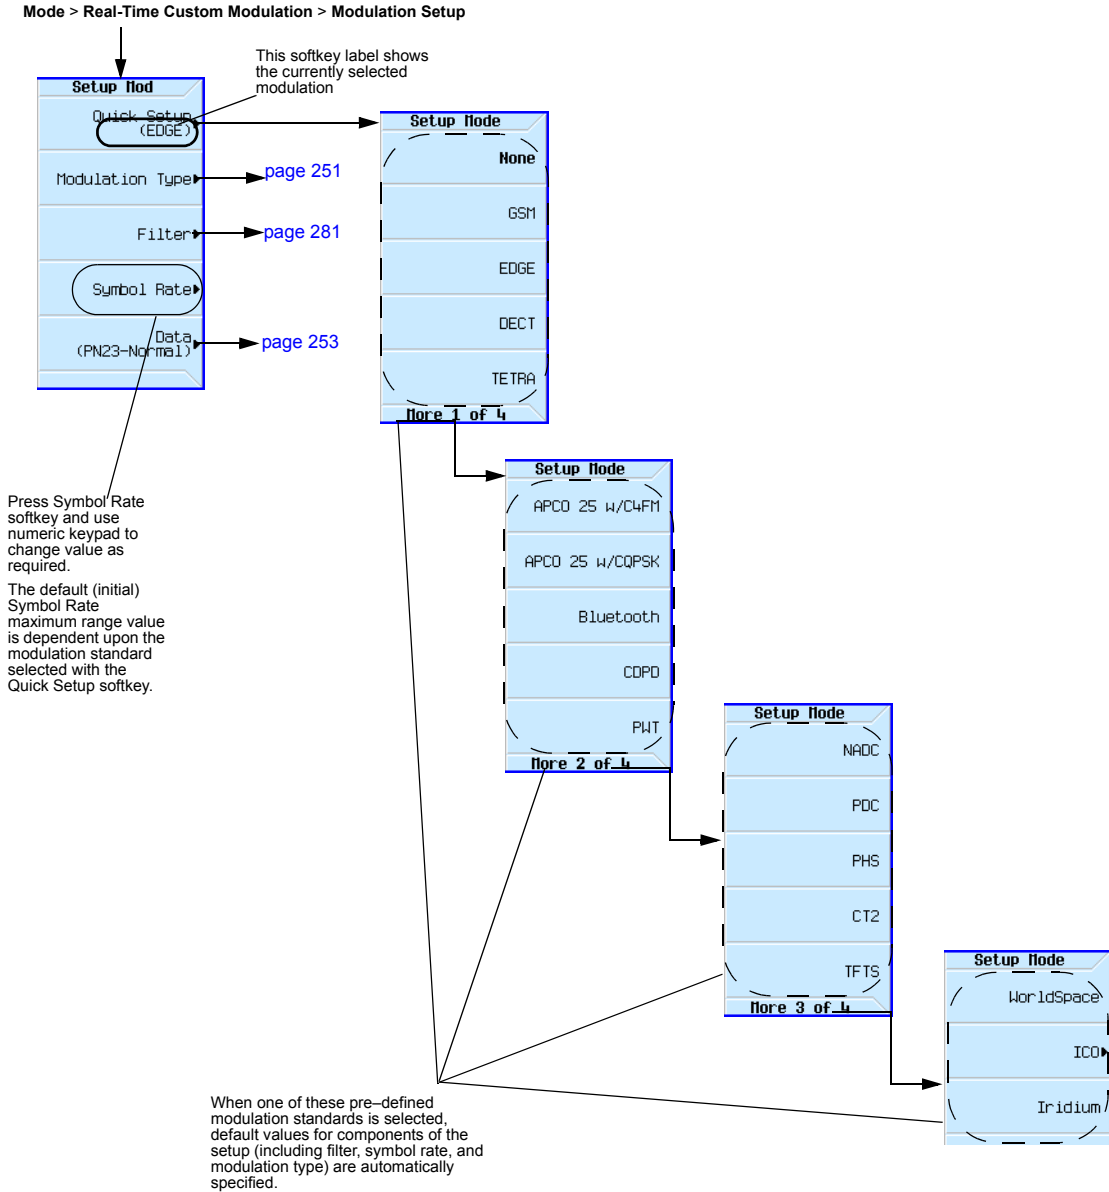 Mode > Real-Time Custom Modulation > Modulation Setup
This softkey label shows
the currently selected
modulation
Setup Mod
Quick Setup
(EDGE)
Modulation Type
page 251
Filter
page 281
Symbol Rate
Data
(PN23-Normal)
page 253
Press Symbol Rate
softkey and use
numeric keypad to
change value as
required.
The default (initial)
Symbol Rate
maximum range value
is dependent upon the
modulation standard
selected with the
Quick Setup softkey.
Setup Mode
None
GSM
EDGE
DECT
TETRA
More 1 of 4
Setup Mode
APCO 25 w/C4FM
APCO 25 w/CQPSK
Bluetooth
CDPD
PWT
More 2 of 4
Setup Mode
NADC
PDC
PHS
CT2
TFTS
More 3 of 4
Setup Mode
WorldSpace
ICO
Iridium
When one of these pre–defined
modulation standards is selected,
default values for components of the
setup (including filter, symbol rate, and
modulation type) are automatically
specified.